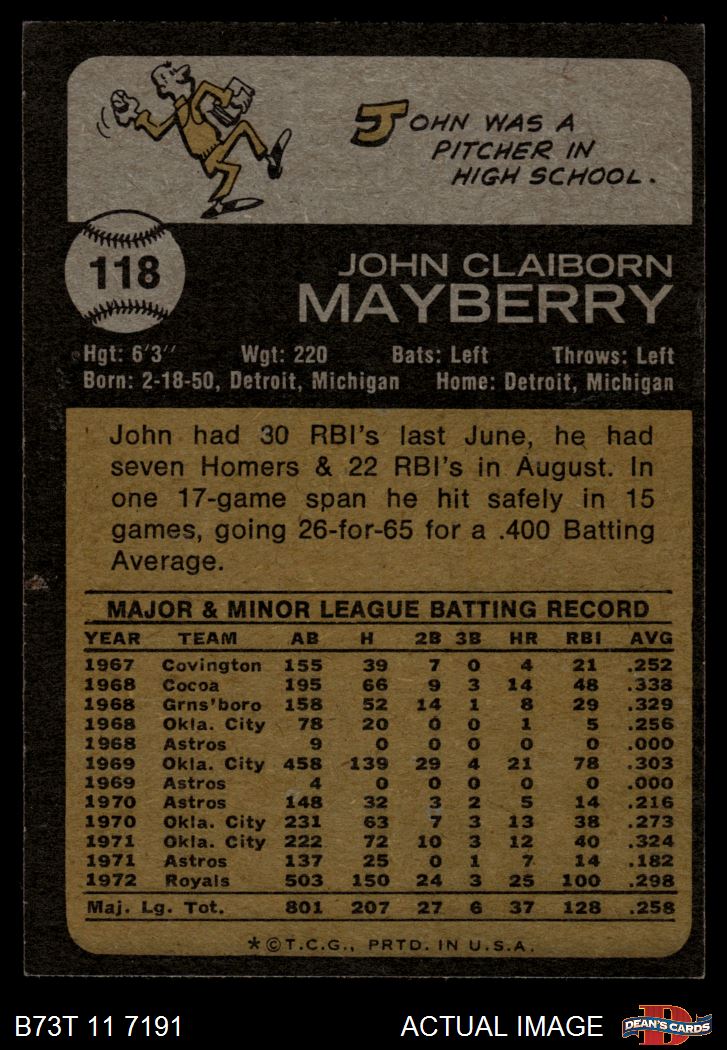 JOHN WAS A
PITCHER IN
HIGH SCHOOL.
118
JOHN CLAIBORN
MAYBERRY
Hgt: 6'3" Wgt: 220 Bats: Left Throws: Left
Born: 2-18-50, Detroit, Michigan Home: Detroit, Michigan
John had 30 RBI's last June, he had
seven Homers & 22 RBI's in August. In
one 17-game span he hit safely in 15
games, going 26-for-65 for a .400 Batting
Average.
MAJOR & MINOR LEAGUE BATTING RECORD
YEAR TEAM AB H 2B 3B HR RBI AVG
1967 Covington 155 39 7 0 4 21 .252
1968 Cocoa 195 66 9 3 14 48 .338
1968 Grns'boro 158 52 14 1 8 29 .329
1968 Okla. City 78 20 0 0 1 5 .256
1968 Astros 9 0 0 0 0 0 .000
1969 Okla. City 458 139 29 4 21 78 .303
1969 Astros 4 0 0 0 0 0 .000
1970 Astros 148 32 3 2 5 14 .216
1970 Okla. City 231 63 7 3 13 38 .273
1971 Okla. City 222 72 10 3 12 40 .324
1971 Astros 137 25 0 1 7 14 .182
1972 Royals 503 150 24 3 25 100 .298
Maj. Lg. Tot. 801 207 27 6 37 128 .258
*©T.C.G., PRTD. IN U.S.A.
B73T 11 7191 ACTUAL IMAGE D DEAN'S CARDS